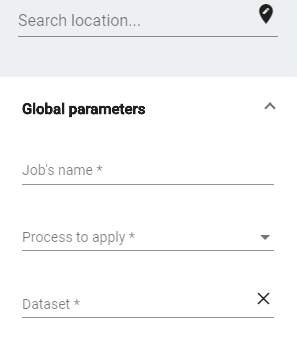 Search location...
Global parameters
Job's name *
Process to apply *
Dataset *